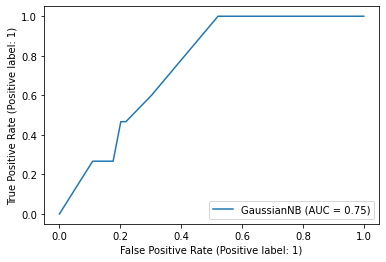 1.0
0.8
0.6
0.4
0.2
0.0
True Positive Rate (Positive label: 1)
GaussianNB (AUC = 0.75)
0.0 0.2 0.4 0.6 0.8 1.0
False Positive Rate (Positive label: 1)